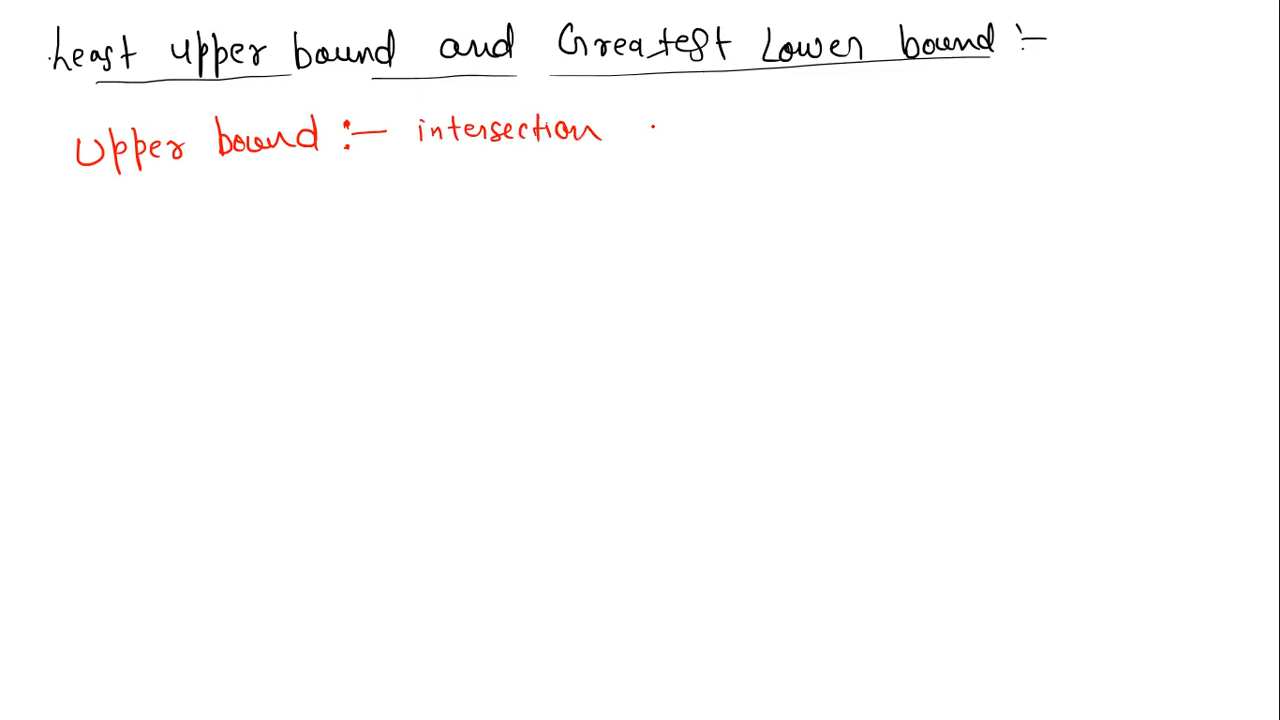 Least upper bound and Greatest Lower bound :-
Upper bound :- intersection